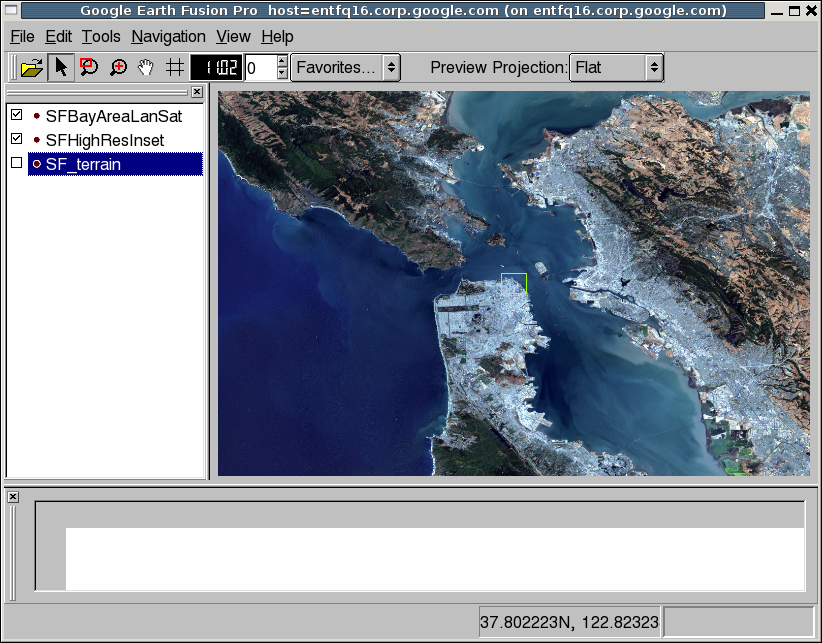 Google Earth Fusion Pro host=entfq16.corp.google.com (on entfq16.corp.google.com)
File Edit Tools Navigation View Help
11.02 0 Favorites... Preview Projection: Flat
SFBayAreaLanSat
SFHighResInset
SF_terrain
37.802223N, 122.82323